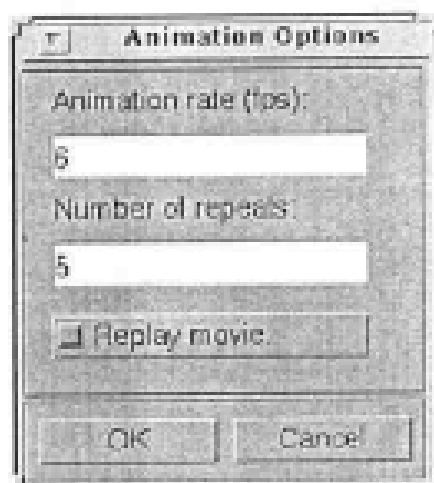 Animation Options
Animation rate (fps):
6
Number of repeats:
5
Replay movie.
OK
Cancel